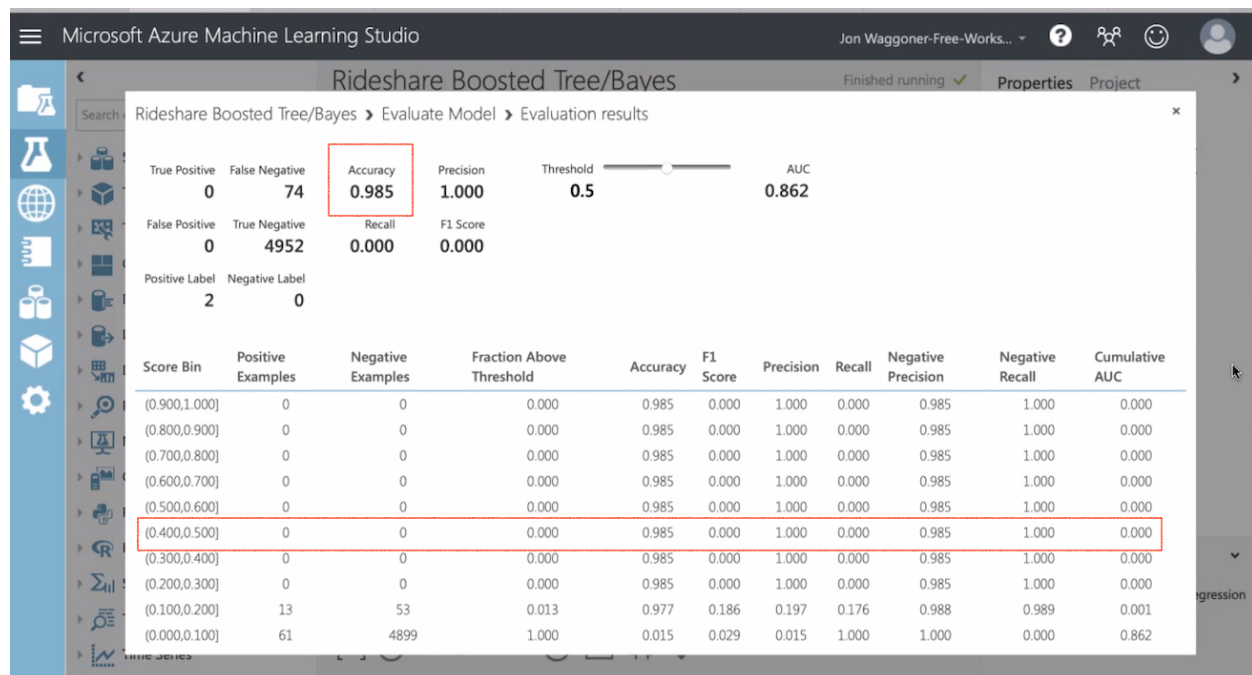 Microsoft Azure Machine Learning Studio
Jon Waggoner-Free-Works...
?
Rideshare Boosted Tree/Bayes
Finished running
Properties Project
Search
Rideshare Boosted Tree/Bayes > Evaluate Model > Evaluation results
×
True Positive False Negative Accuracy Precision Threshold AUC
0 74 0.985 1.000 0.5 0.862
False Positive True Negative Recall F1 Score
0 4952 0.000 0.000
Positive Label Negative Label
2 0
Score Bin Positive Examples Negative Examples Fraction Above Threshold Accuracy F1 Score Precision Recall Negative Precision Negative Recall Cumulative AUC
(0.900,1.000] 0 0 0.000 0.985 0.000 1.000 0.000 0.985 1.000 0.000
(0.800,0.900] 0 0 0.000 0.985 0.000 1.000 0.000 0.985 1.000 0.000
(0.700,0.800] 0 0 0.000 0.985 0.000 1.000 0.000 0.985 1.000 0.000
(0.600,0.700] 0 0 0.000 0.985 0.000 1.000 0.000 0.985 1.000 0.000
(0.500,0.600] 0 0 0.000 0.985 0.000 1.000 0.000 0.985 1.000 0.000
(0.400,0.500] 0 0 0.000 0.985 0.000 1.000 0.000 0.985 1.000 0.000
(0.300,0.400] 0 0 0.000 0.985 0.000 1.000 0.000 0.985 1.000 0.000
(0.200,0.300] 0 0 0.000 0.985 0.000 1.000 0.000 0.985 1.000 0.000
(0.100,0.200] 13 53 0.013 0.977 0.186 0.197 0.176 0.988 0.989 0.001
egression
(0.000,0.100] 61 4899 1.000 0.015 0.029 0.015 1.000 1.000 0.000 0.862
Time Series